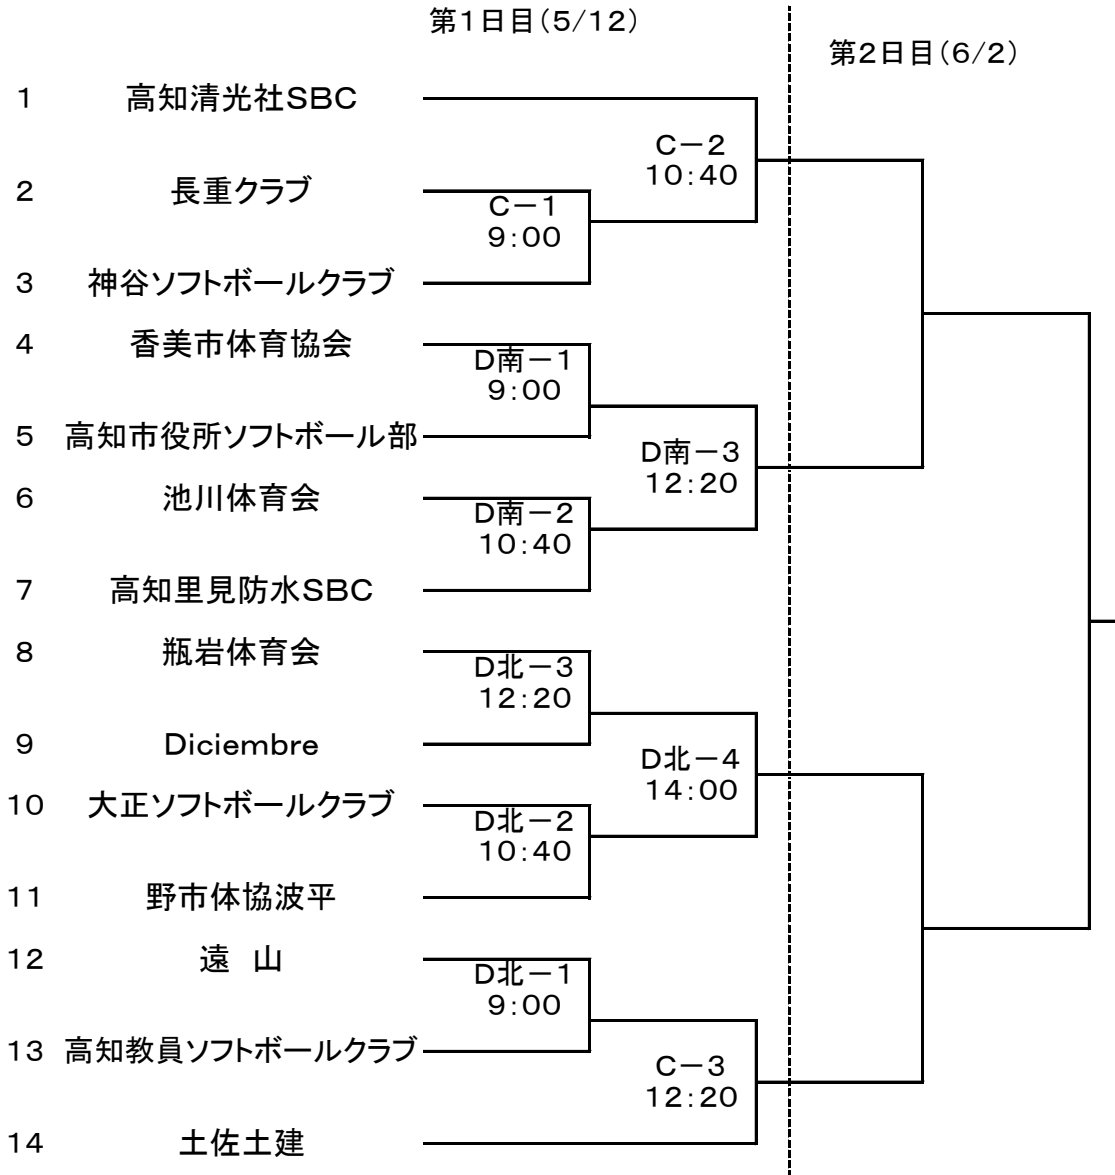 第1日目(5/12)
第2日目(6/2)
1 高知清光社SBC
C-2
10:40
2 長重クラブ
C-1
9:00
3 神谷ソフトボールクラブ
4 香美市体育協会
D南-1
9:00
5 高知市役所ソフトボール部
D南-3
12:20
6 池川体育会
D南-2
10:40
7 高知里見防水SBC
8 瓶岩体育会
D北-3
12:20
9 Diciembre
D北-4
14:00
10 大正ソフトボールクラブ
D北-2
10:40
11 野市体協波平
12 遠 山
D北-1
9:00
13 高知教員ソフトボールクラブ
C-3
12:20
14 土佐土建